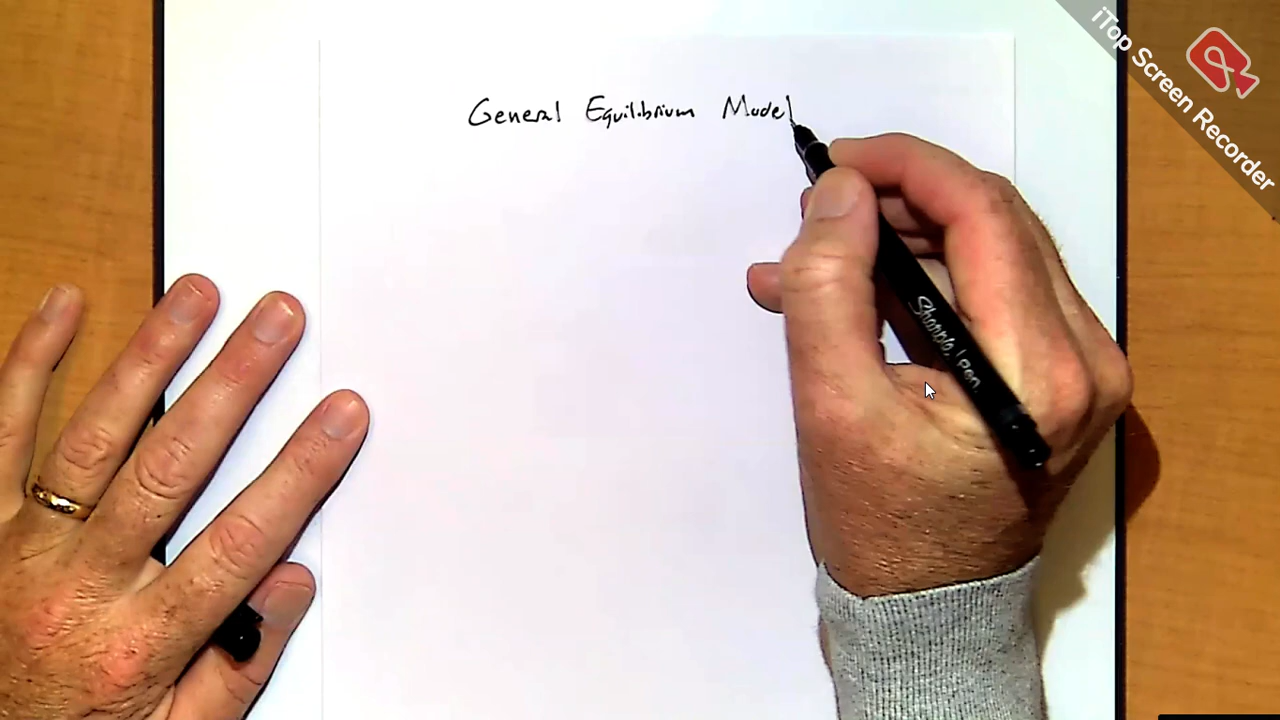 General Equilibrium Model
iTop Screen Recorder
Sharpie | pen.